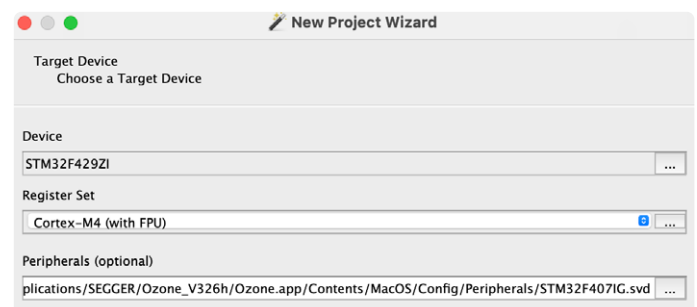 New Project Wizard
Target Device
Choose a Target Device
Device
STM32F429ZI
...
Register Set
Cortex-M4 (with FPU)
...
Peripherals (optional)
plications/SEGGER/Ozone_V326h/Ozone.app/Contents/MacOS/Config/Peripherals/STM32F407IG.svd
...